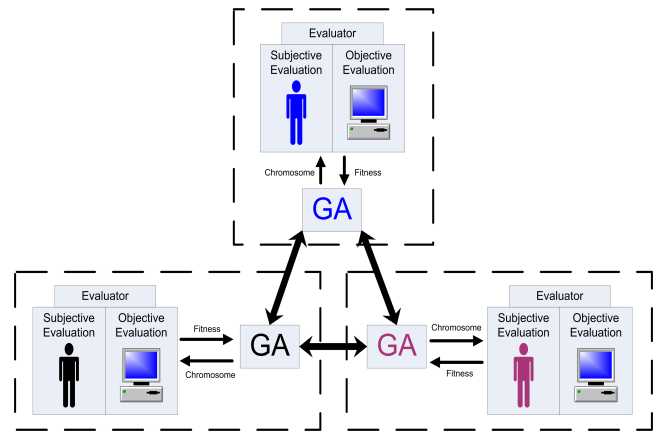 Evaluator
Subjective Evaluation
Objective Evaluation
Chromosome
Fitness
GA
Evaluator
Subjective Evaluation
Objective Evaluation
Fitness
Chromosome
GA
GA
Chromosome
Fitness
Evaluator
Subjective Evaluation
Objective Evaluation